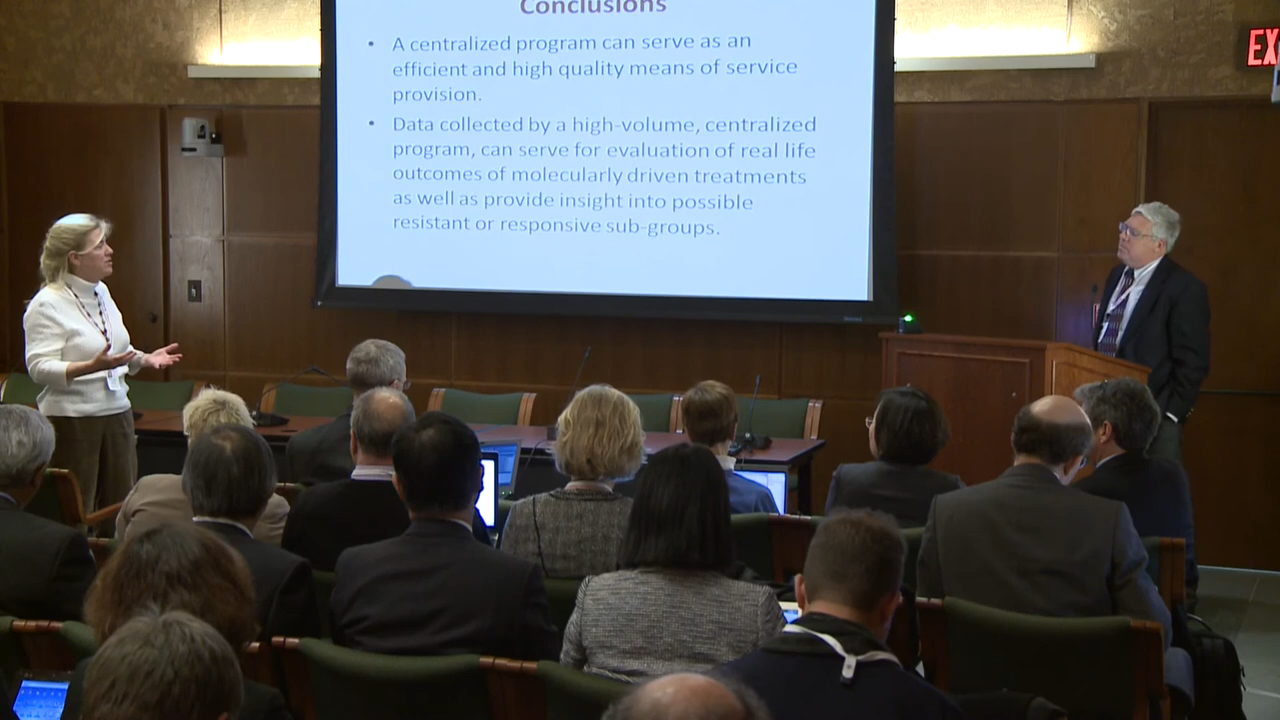 Conclusions
• A centralized program can serve as an
efficient and high quality means of service
provision.
• Data collected by a high-volume, centralized
program, can serve for evaluation of real life
outcomes of molecularly driven treatments
as well as provide insight into possible
resistant or responsive sub-groups.
EX